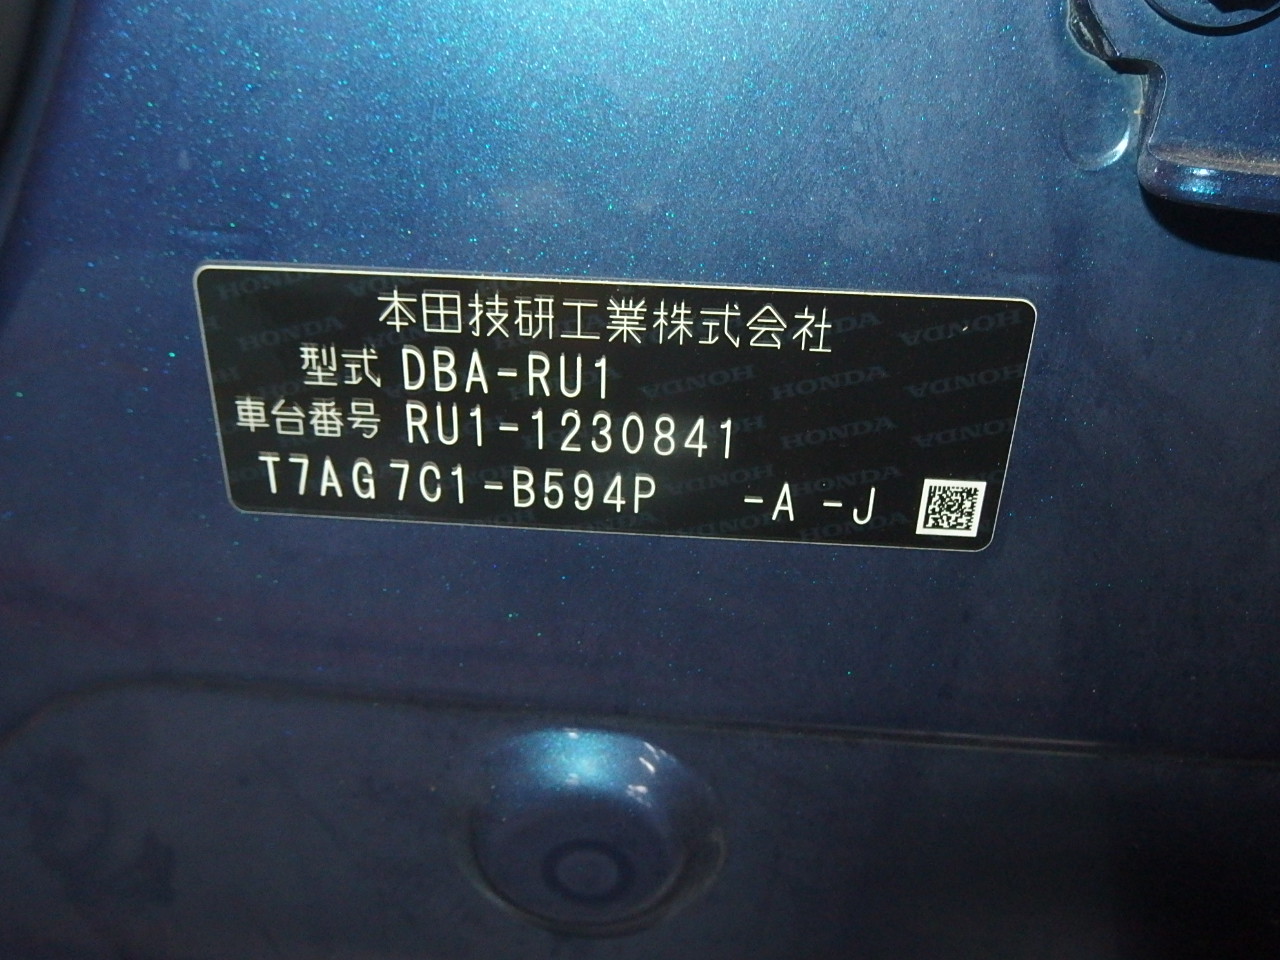 本田技研工業株式会社
型式 DBA-RU1
車台番号 RU1-1230841
T7AG7C1-B594P -A -J